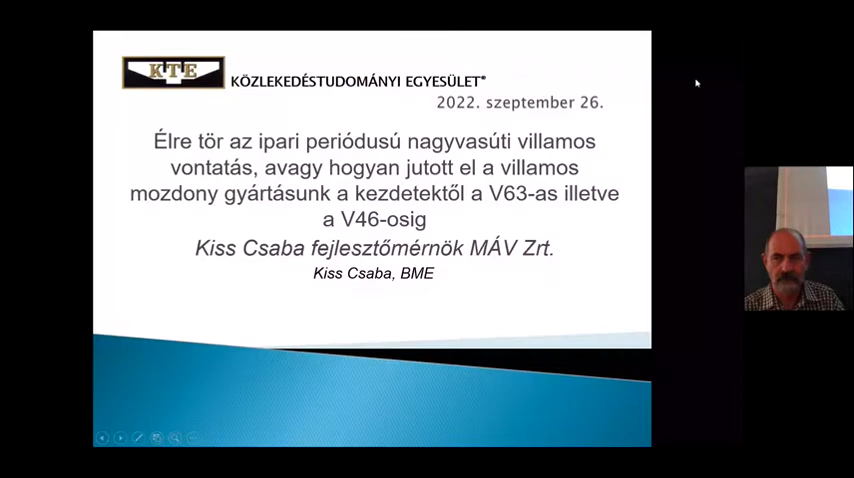 KTE
KÖZLEKEDÉSTUDOMÁNYI EGYESÜLET®
2022. szeptember 26.
Élre tör az ipari periódusú nagyvasúti villamos
vontatás, avagy hogyan jutott el a villamos
mozdony gyártásunk a kezdetektől a V63-as illetve
a V46-osig
Kiss Csaba fejlesztőmérnök MÁV Zrt.
Kiss Csaba, BME